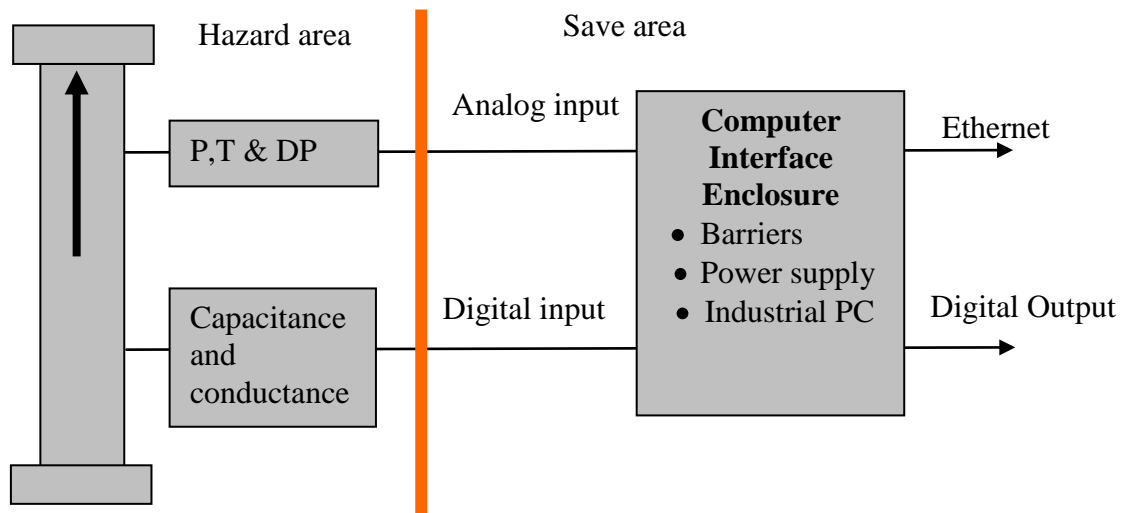 Hazard area
Save area
P,T & DP
Analog input
Computer
Interface
Enclosure
• Barriers
• Power supply
• Industrial PC
Ethernet
Capacitance
and
conductance
Digital input
Digital Output